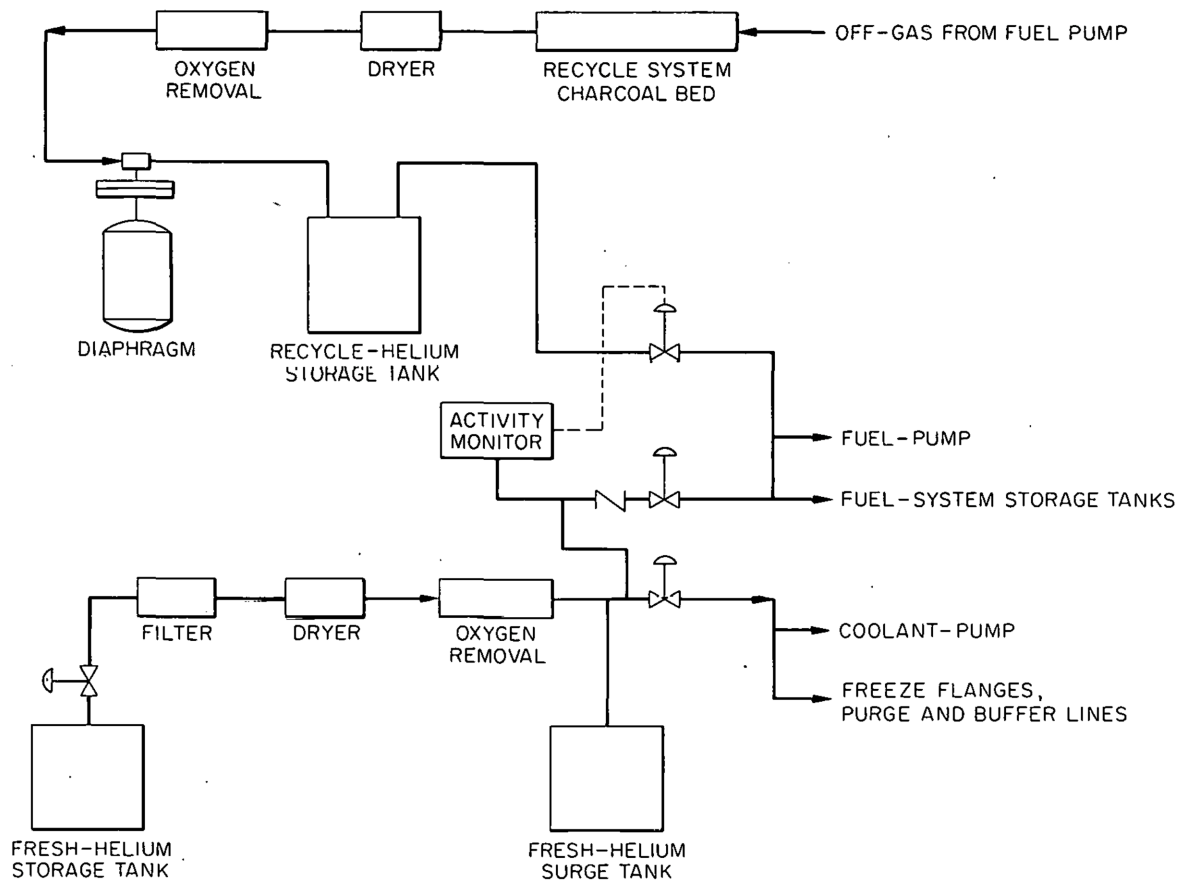 OFF-GAS FROM FUEL PUMP
OXYGEN
REMOVAL
DRYER
RECYCLE SYSTEM
CHARCOAL BED
DIAPHRAGM
RECYCLE-HELIUM
STORAGE TANK
ACTIVITY
MONITOR
FUEL-PUMP
FUEL-SYSTEM STORAGE TANKS
FILTER
DRYER
OXYGEN
REMOVAL
COOLANT-PUMP
FREEZE FLANGES,
PURGE AND BUFFER LINES
FRESH-HELIUM
STORAGE TANK
FRESH-HELIUM
SURGE TANK